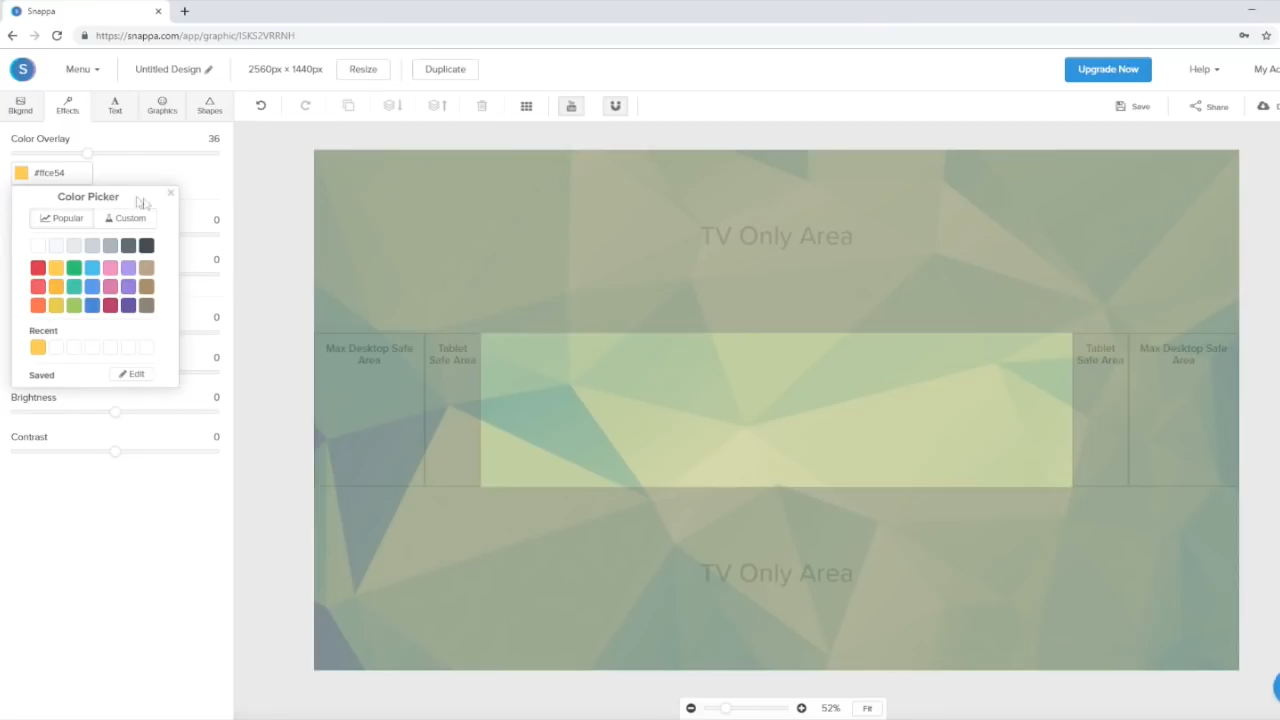 Snappa
https://snappa.com/app/graphic/ISKS2VRRNH
S
Menu
Untitled Design
2560px × 1440px
Resize
Duplicate
Upgrade Now
Help
My Ac
Bkgrnd
Effects
Text
Graphics
Shapes
Save
Share
Color Overlay
36
#ffce54
Color Picker
Popular
Custom
0
0
Recent
0
0
Saved
Edit
Brightness
0
Contrast
0
TV Only Area
Max Desktop Safe
Area
Tablet
Safe Area
Tablet
Safe Area
Max Desktop Safe
Area
TV Only Area
52%
Fit